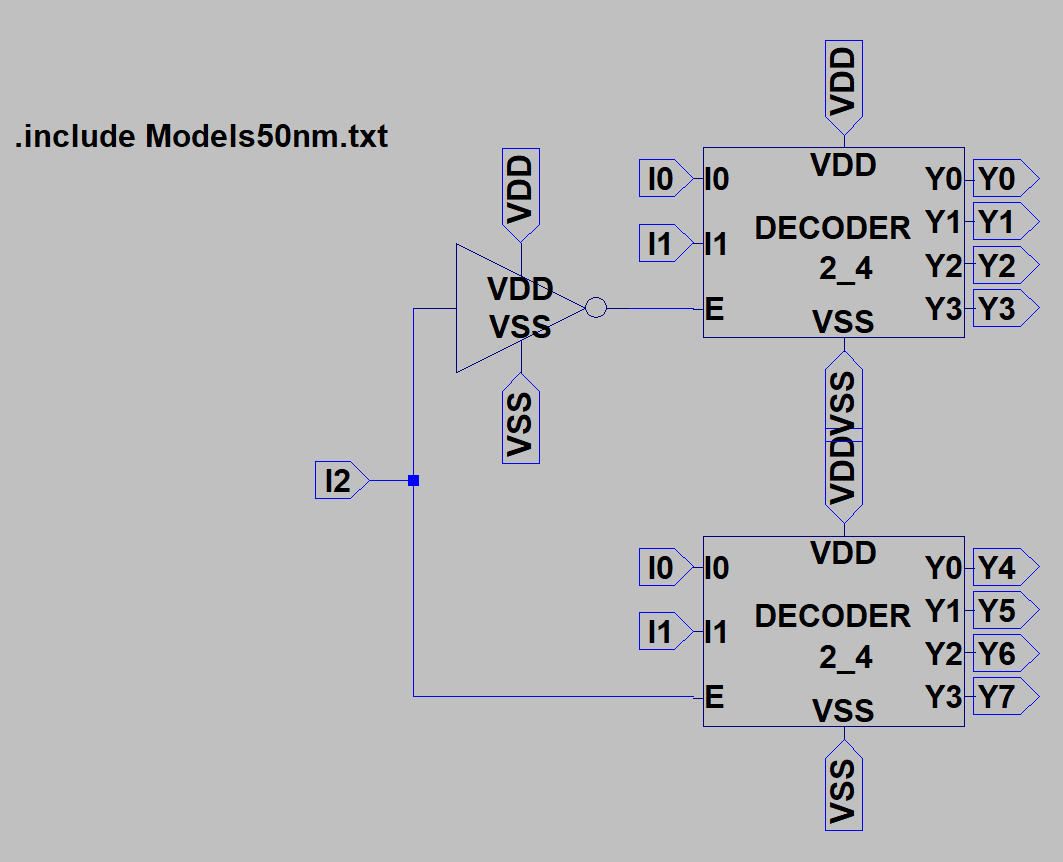 .include Models50nm.txt
VDD
VDD
VSS
VSS
I2
VDD
I0
I1
I0
I1
E
VDD
DECODER
2_4
VSS
Y0
Y1
Y2
Y3
Y0
Y1
Y2
Y3
VSS
VDD
I0
I1
I0
I1
E
VDD
DECODER
2_4
VSS
Y0
Y1
Y2
Y3
Y4
Y5
Y6
Y7
VSS